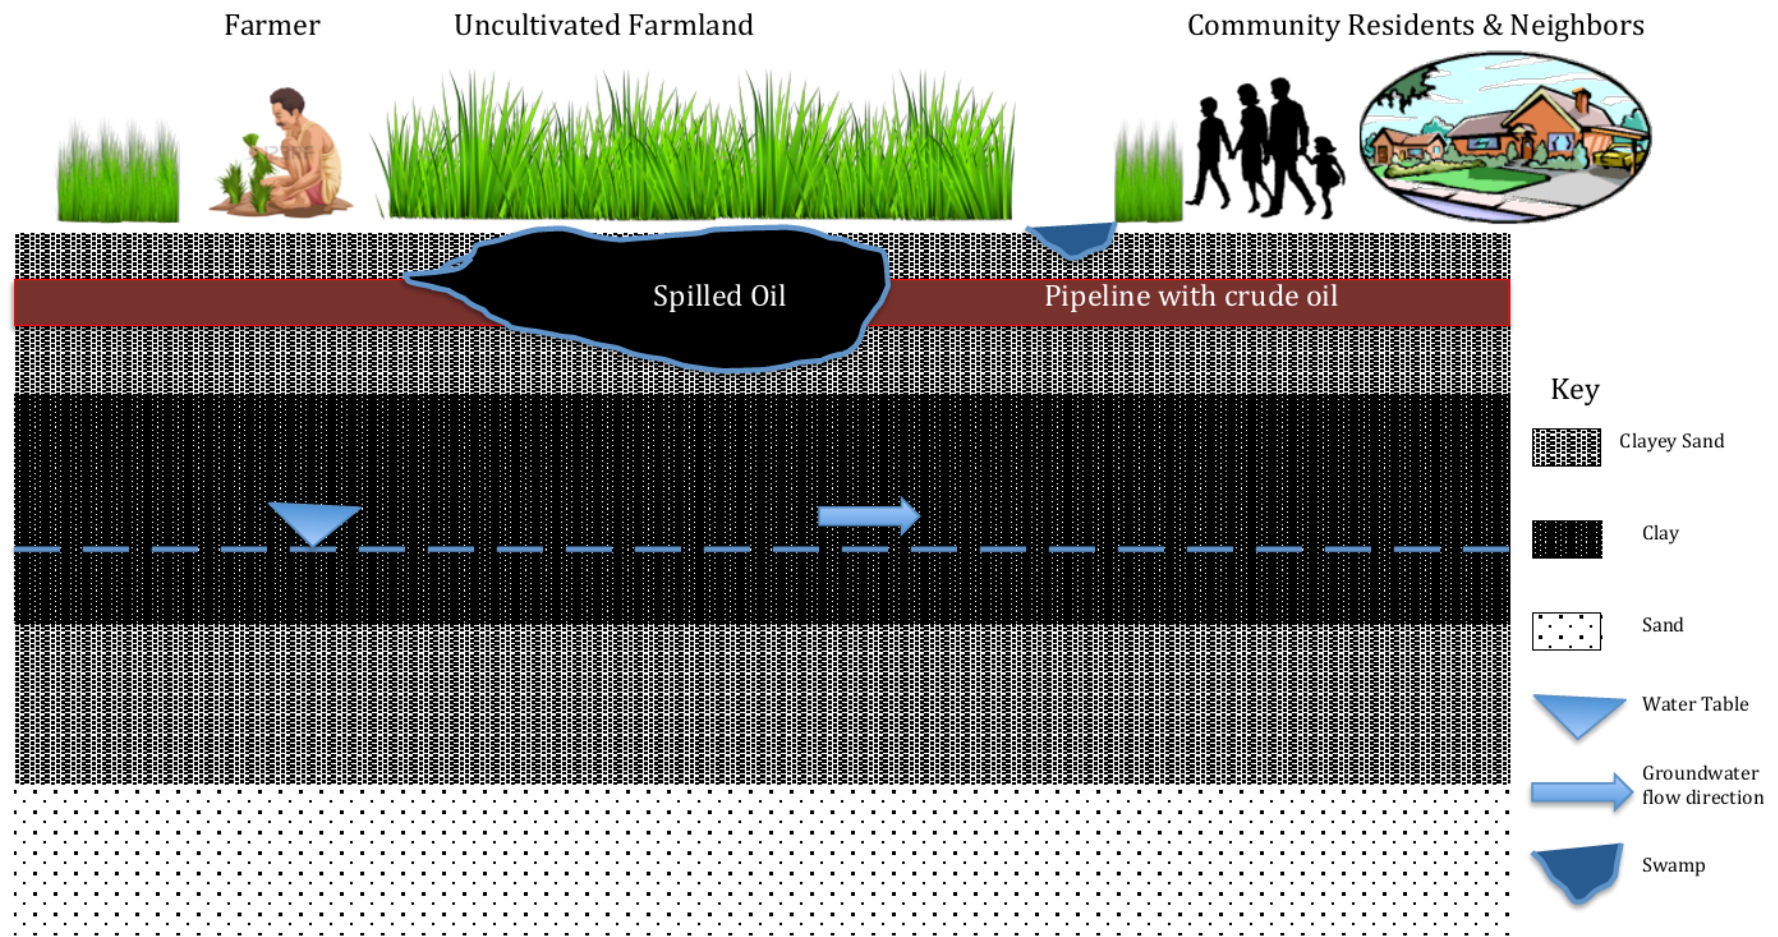 Farmer
Uncultivated Farmland
Community Residents & Neighbors
Spilled Oil
Pipeline with crude oil
Key
Clayey Sand
Clay
Sand
Water Table
Groundwater
flow direction
Swamp